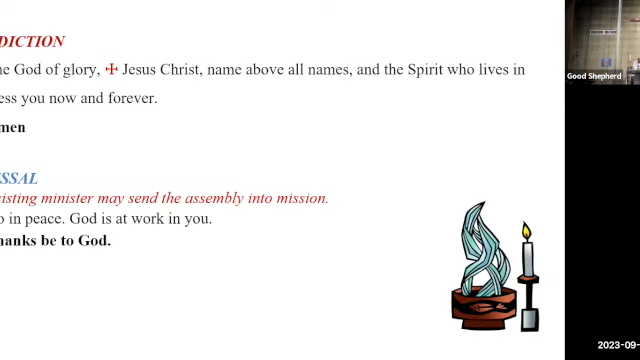 DICTION
he God of glory, ☩ Jesus Christ, name above all names, and the Spirit who lives in
ess you now and forever.
men
SSAL
sisting minister may send the assembly into mission.
o in peace. God is at work in you.
hanks be to God.
Good Shepherd
2023-09-